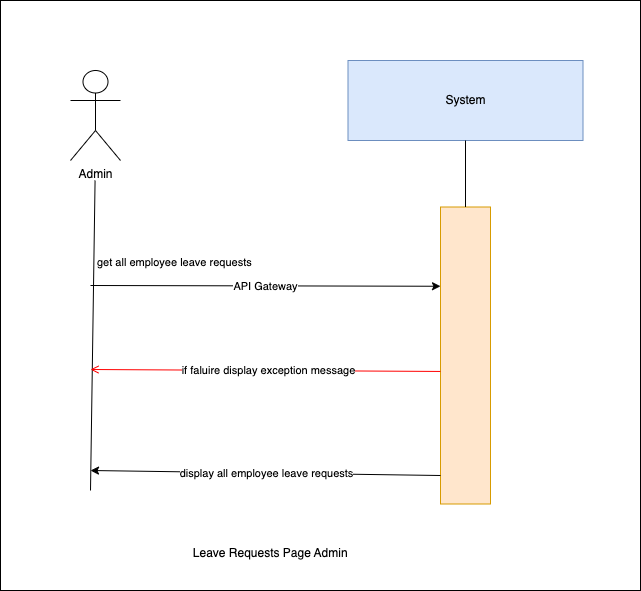 System
Admin
get all employee leave requests
API Gateway
if faluire display exception message
display all employee leave requests
Leave Requests Page Admin